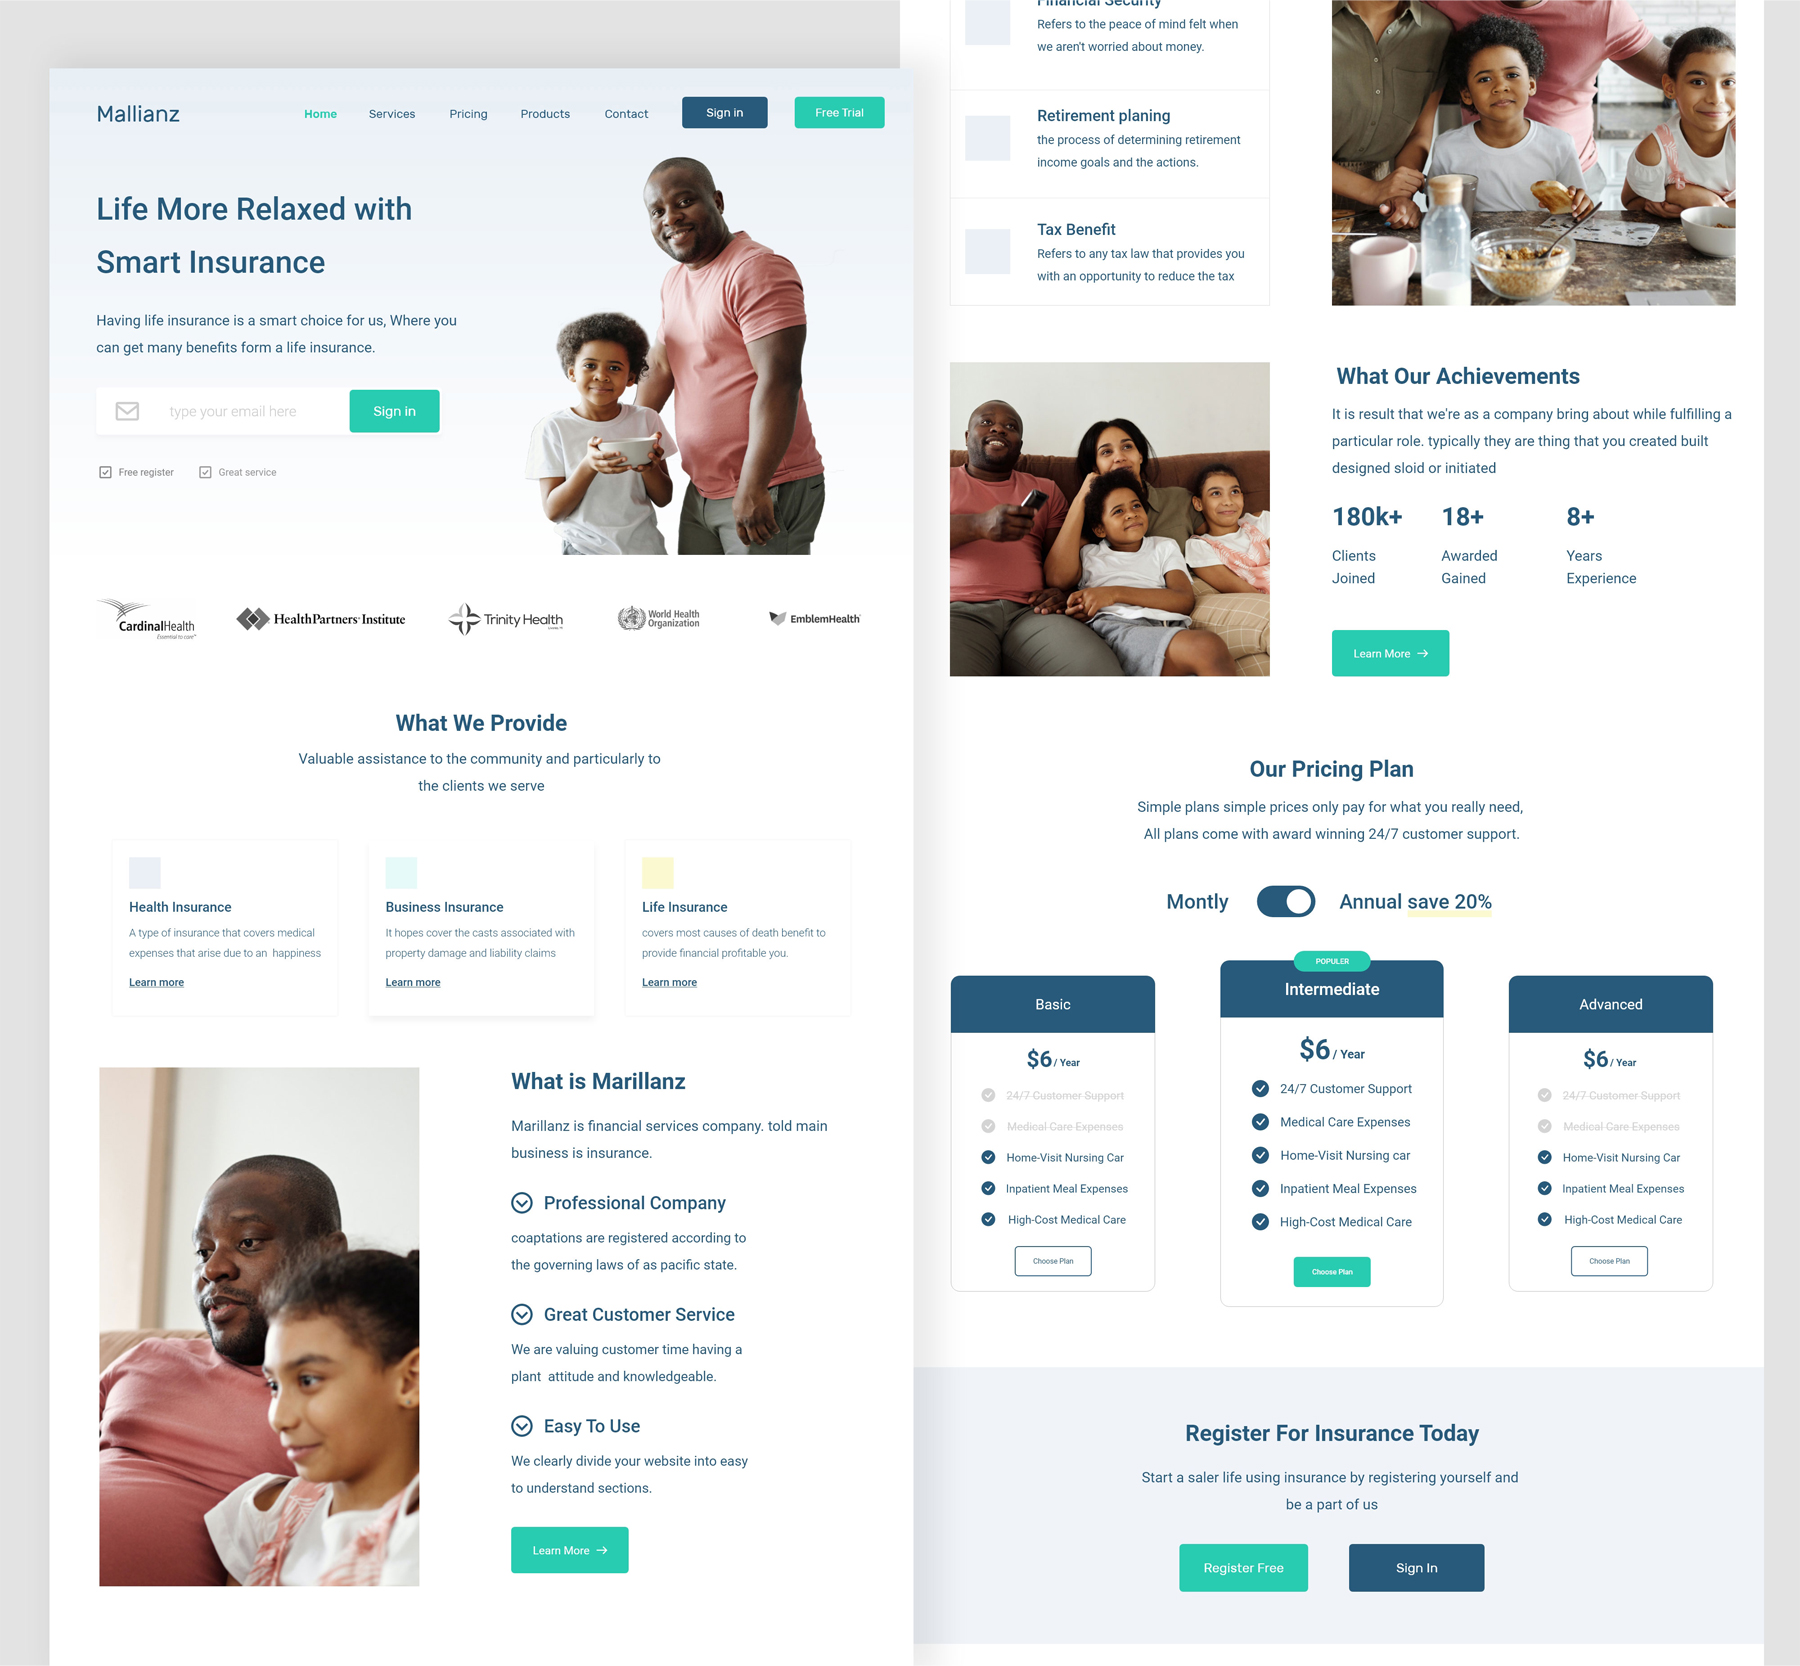 Mallianz
Home
Services
Pricing
Products
Contact
Sign in
Free Trial
Life More Relaxed with
Smart Insurance
Having life insurance is a smart choice for us, Where you
can get many benefits form a life insurance.
type your email here
Sign in
Free register
Great service
CardinalHealth
Essential to care™
HealthPartners Institute
Trinity Health
World Health
Organization
EmblemHealth
What We Provide
Valuable assistance to the community and particularly to
the clients we serve
Health Insurance
A type of insurance that covers medical
expenses that arise due to an  happiness
Learn more
Business Insurance
It hopes cover the casts associated with
property damage and liability claims
Learn more
Life Insurance
covers most causes of death benefit to
provide financial profitable you.
Learn more
What is Marillanz
Marillanz is financial services company. told main
business is insurance.
Professional Company
coaptations are registered according to
the governing laws of as pacific state.
Great Customer Service
We are valuing customer time having a
plant  attitude and knowledgeable.
Easy To Use
We clearly divide your website into easy
to understand sections.
Learn More
Financial Security
Refers to the peace of mind felt when
we aren't worried about money.
Retirement planing
the process of determining retirement
income goals and the actions.
Tax Benefit
Refers to any tax law that provides you
with an opportunity to reduce the tax
What Our Achievements
It is result that we're as a company bring about while fulfilling a
particular role. typically they are thing that you created built
designed sloid or initiated
180k+
Clients
Joined
18+
Awarded
Gained
8+
Years
Experience
Learn More
Our Pricing Plan
Simple plans simple prices only pay for what you really need,
All plans come with award winning 24/7 customer support.
Montly
Annual save 20%
Basic
$6 / Year
24/7 Customer Support
Medical Care Expenses
Home-Visit Nursing Car
Inpatient Meal Expenses
High-Cost Medical Care
Choose Plan
POPULER
Intermediate
$6 / Year
24/7 Customer Support
Medical Care Expenses
Home-Visit Nursing car
Inpatient Meal Expenses
High-Cost Medical Care
Choose Plan
Advanced
$6 / Year
24/7 Customer Support
Medical Care Expenses
Home-Visit Nursing Car
Inpatient Meal Expenses
High-Cost Medical Care
Choose Plan
Register For Insurance Today
Start a saler life using insurance by registering yourself and
be a part of us
Register Free
Sign In